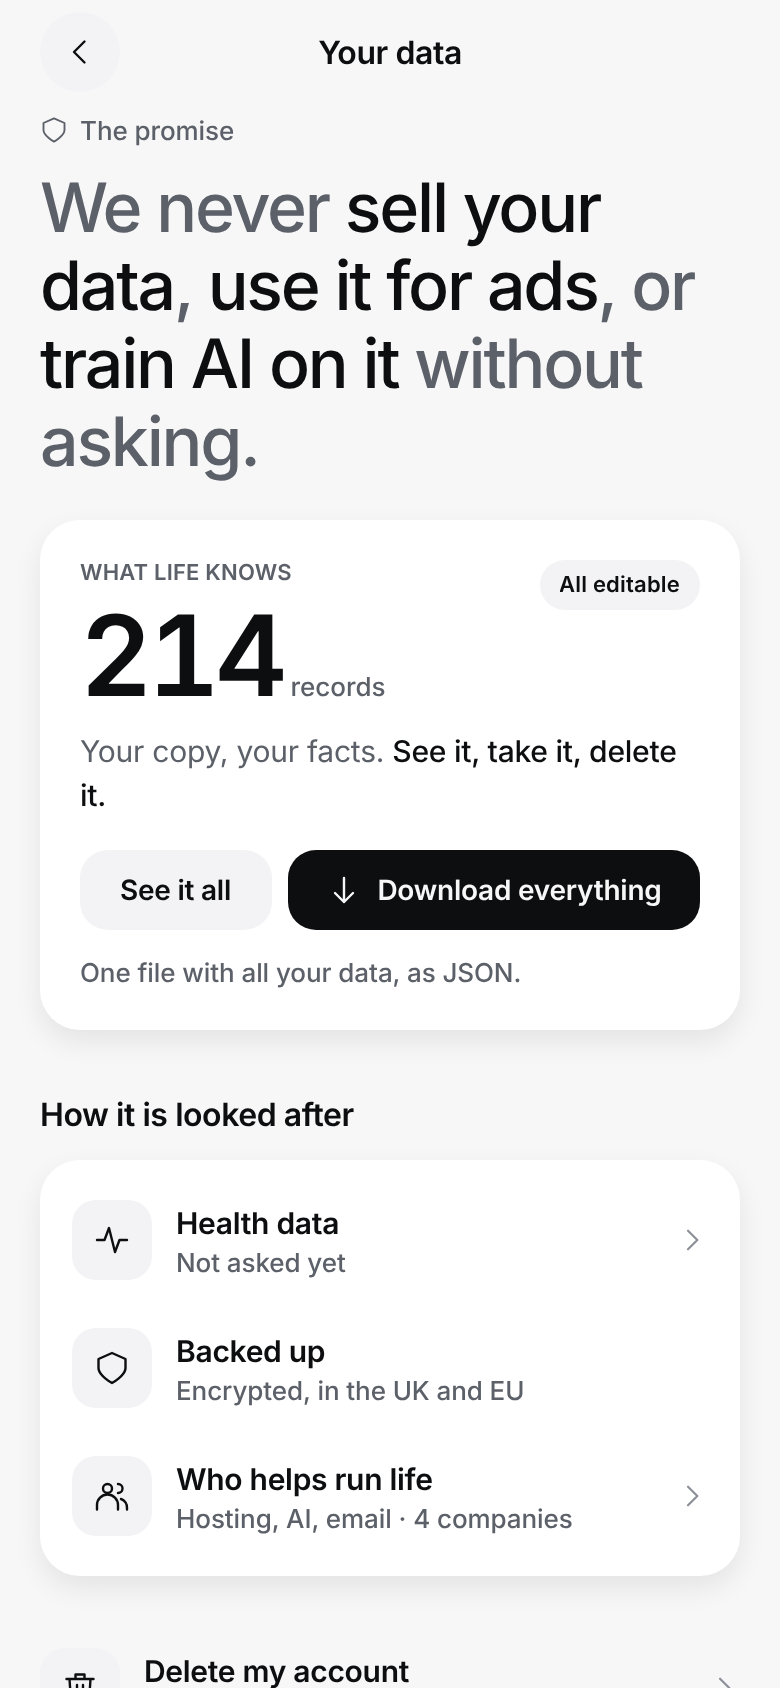 Your data
The promise
We never sell your
data, use it for ads, or
train AI on it without
asking.
WHAT LIFE KNOWS
All editable
214 records
Your copy, your facts. See it, take it, delete
it.
See it all
Download everything
One file with all your data, as JSON.
How it is looked after
Health data
Not asked yet
Backed up
Encrypted, in the UK and EU
Who helps run life
Hosting, AI, email · 4 companies
Delete my account